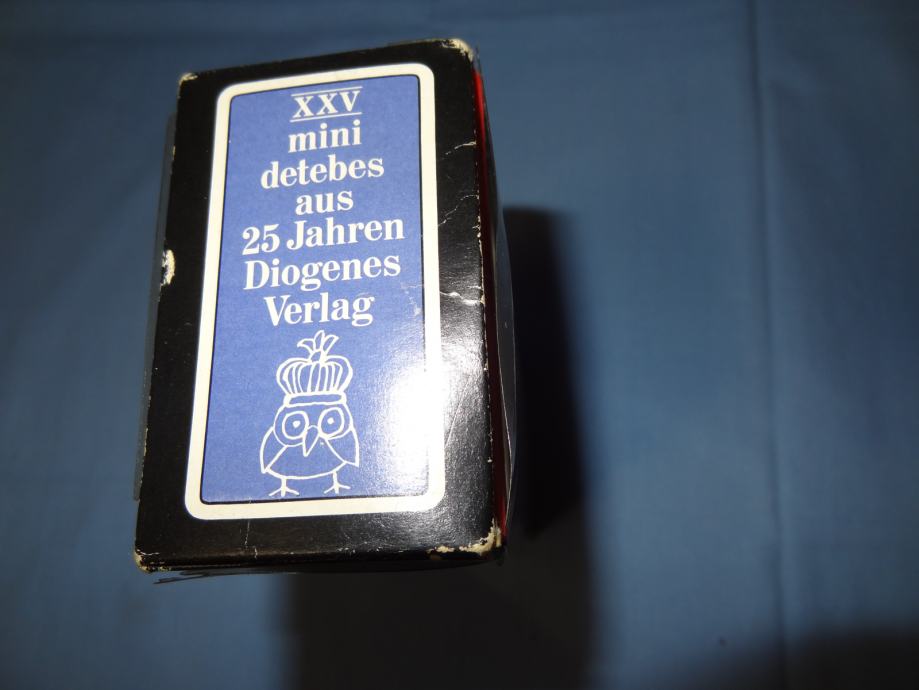 XXV
mini
detebes
aus
25 Jahren
Diogenes
Verlag